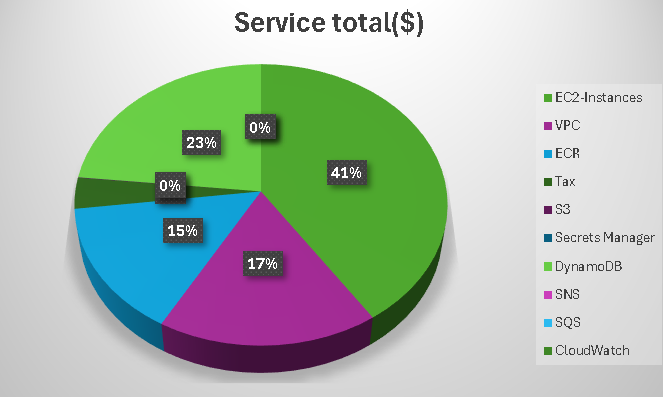 Service total($)
0%
23%
41%
0%
15%
17%
EC2-Instances
VPC
ECR
Tax
S3
Secrets Manager
DynamoDB
SNS
SQS
CloudWatch